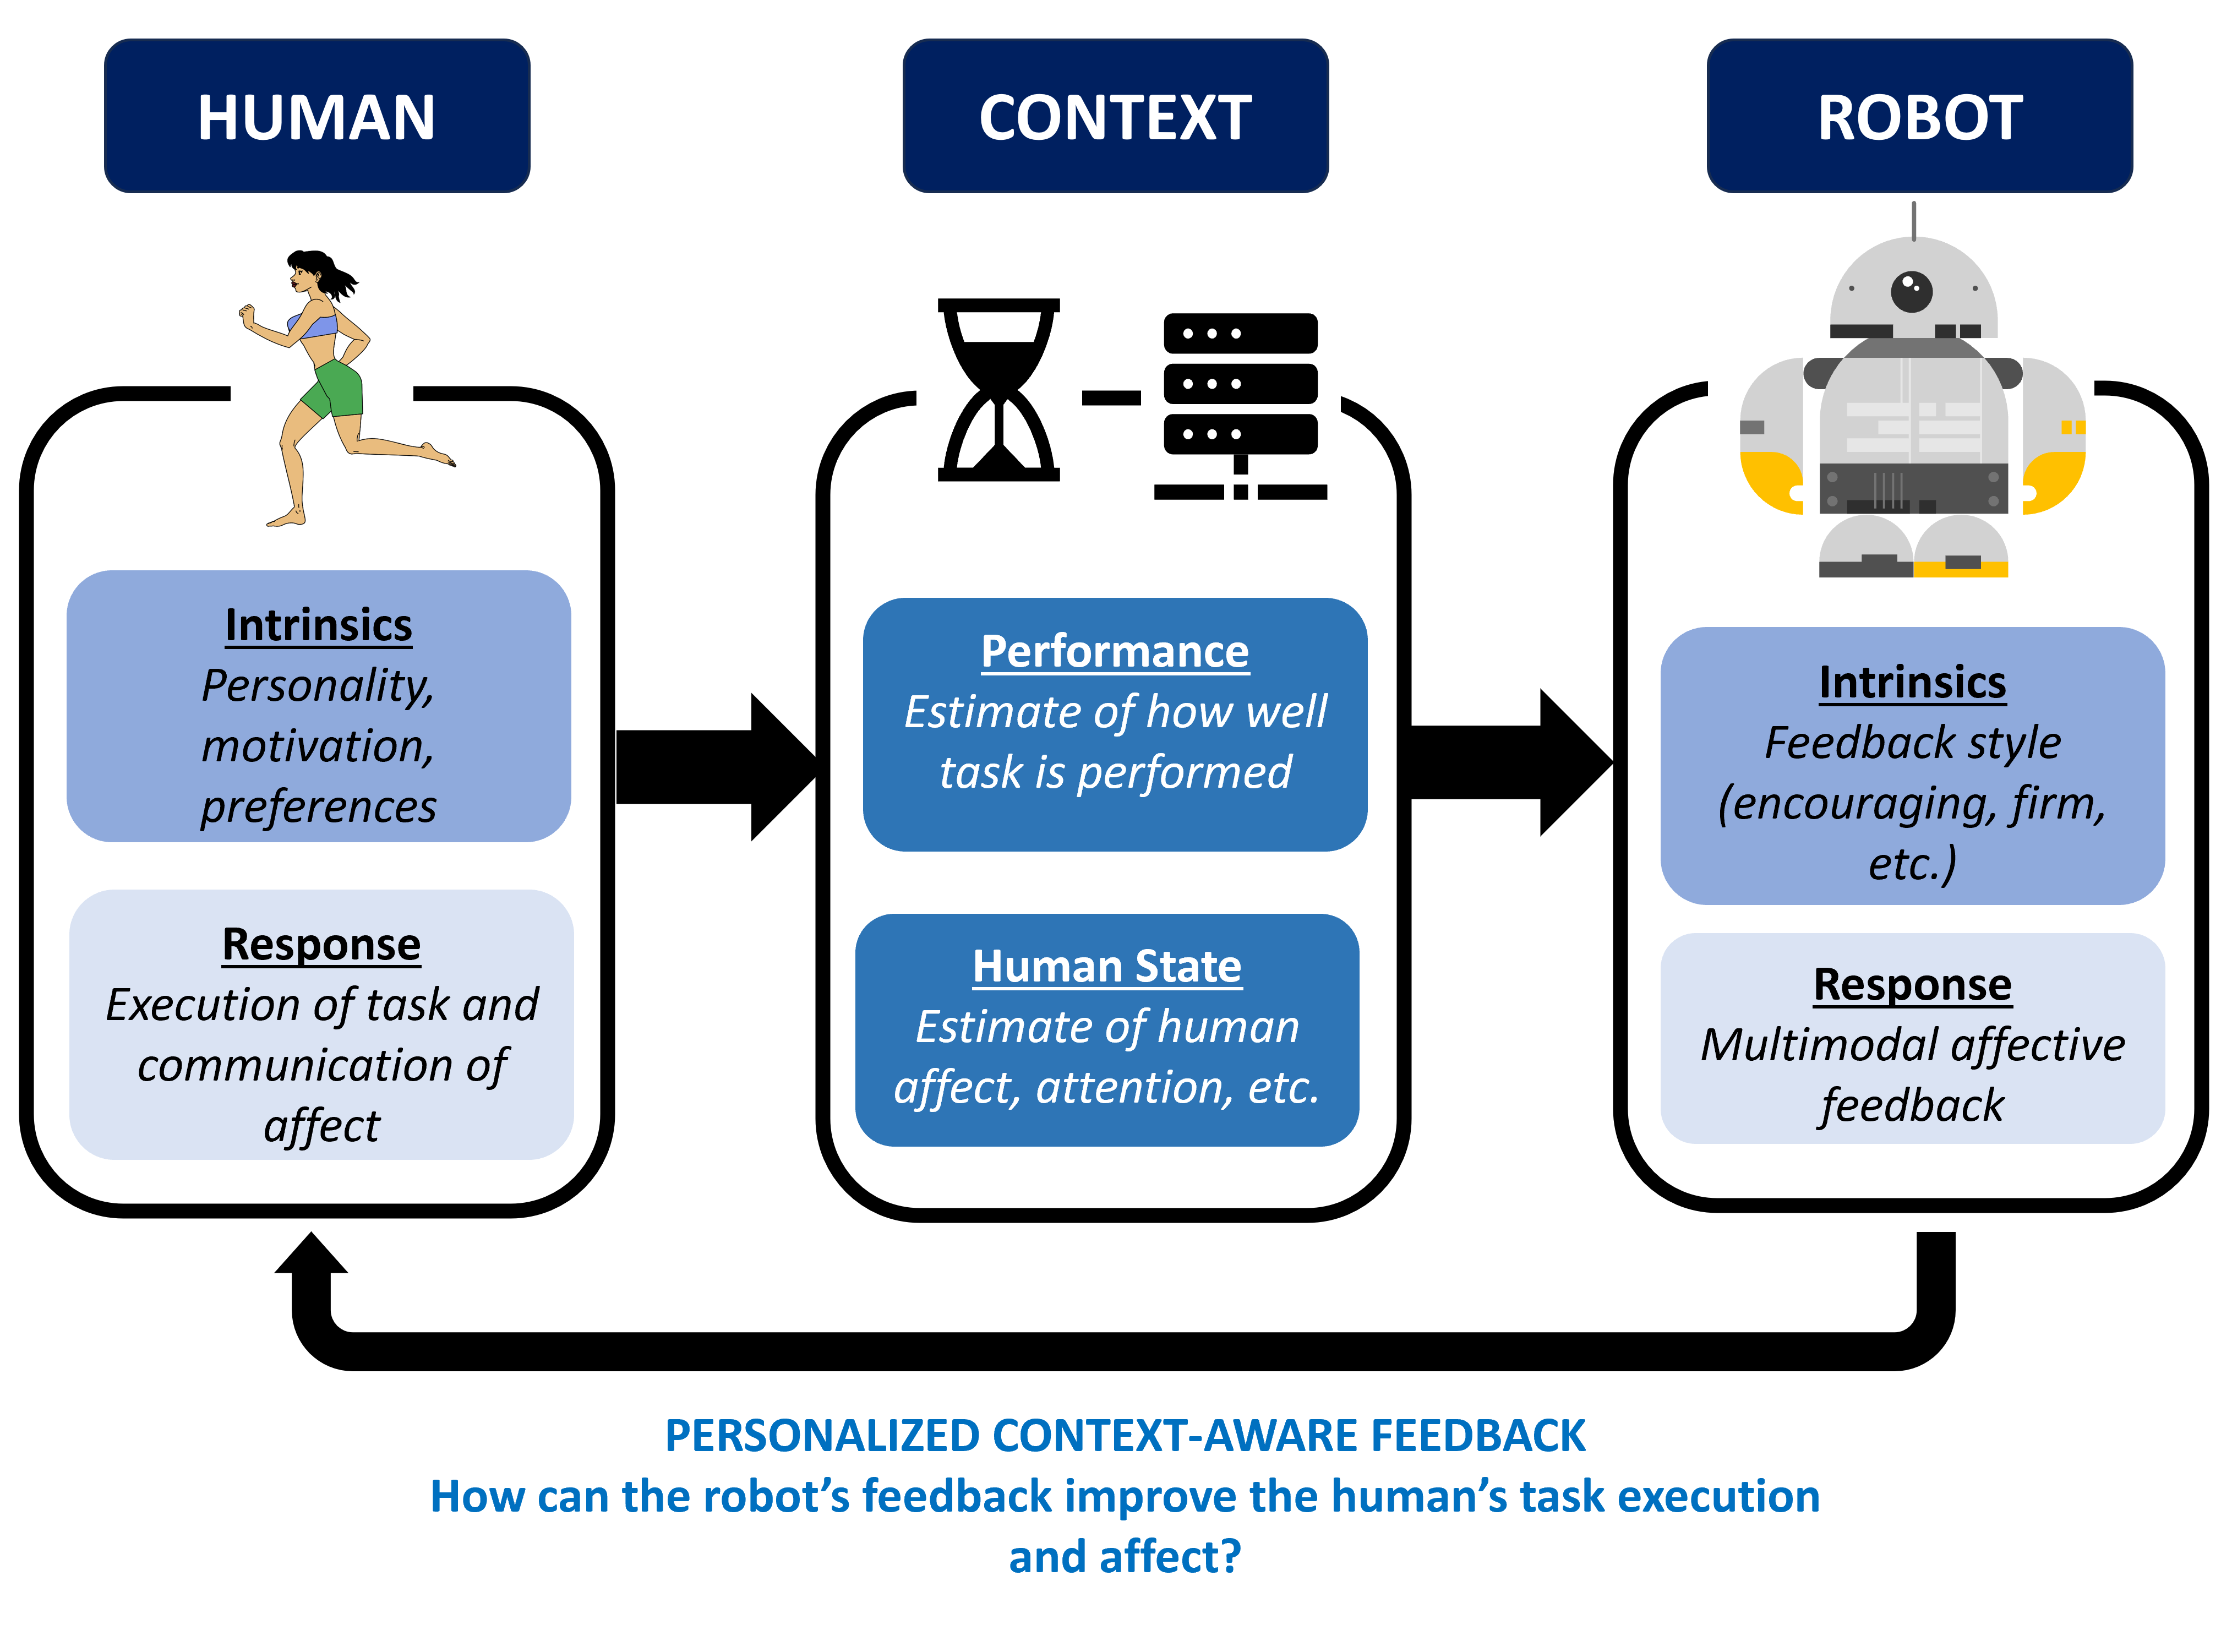 HUMAN
CONTEXT
ROBOT
Intrinsics
Personality,
motivation,
preferences
Response
Execution of task and
communication of
affect
Performance
Estimate of how well
task is performed
Human State
Estimate of human
affect, attention, etc.
Intrinsics
Feedback style
(encouraging, firm,
etc.)
Response
Multimodal affective
feedback
PERSONALIZED CONTEXT-AWARE FEEDBACK
How can the robot’s feedback improve the human’s task execution
and affect?